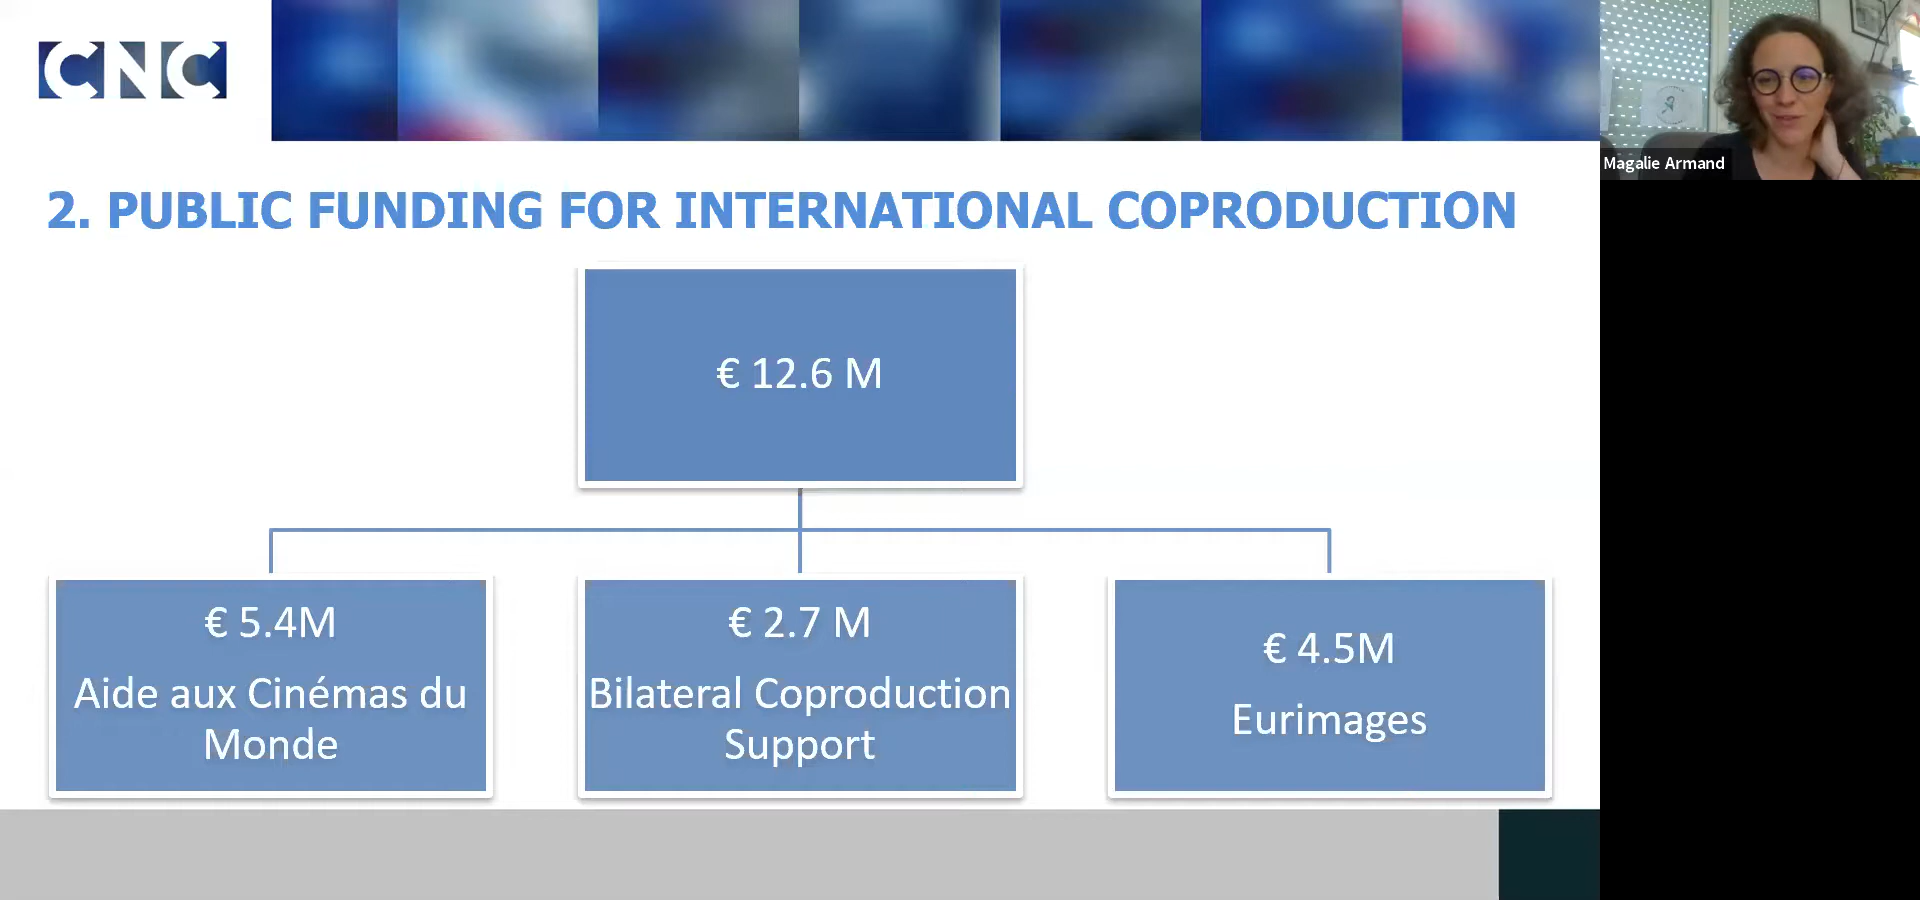 CNC
Magalie Armand
2. PUBLIC FUNDING FOR INTERNATIONAL COPRODUCTION
€ 12.6 M
€ 5.4M
Aide aux Cinémas du
Monde
€ 2.7 M
Bilateral Coproduction
Support
€ 4.5M
Eurimages